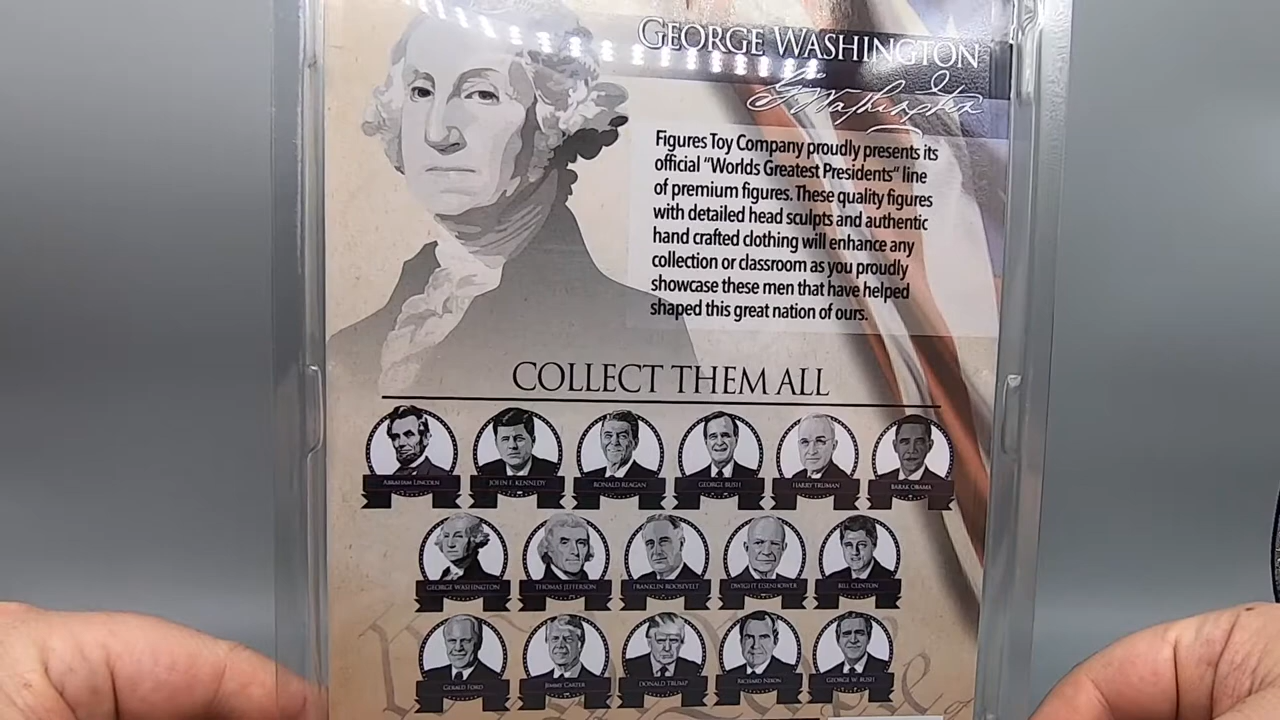 GEORGE WASHINGTON
G Washington
Figures Toy Company proudly presents its
official “Worlds Greatest Presidents” line
of premium figures. These quality figures
with detailed head sculpts and authentic
hand crafted clothing will enhance any
collection or classroom as you proudly
showcase these men that have helped
shaped this great nation of ours.
COLLECT THEM ALL
ABRAHAM LINCOLN
JOHN F. KENNEDY
RONALD REAGAN
GEORGE BUSH
HARRY TRUMAN
BARAK OBAMA
GEORGE WASHINGTON
THOMAS JEFFERSON
FRANKLIN ROOSEVELT
DWIGHT EISENHOWER
BILL CLINTON
GERALD FORD
JIMMY CARTER
DONALD TRUMP
RICHARD NIXON
GEORGE W. BUSH